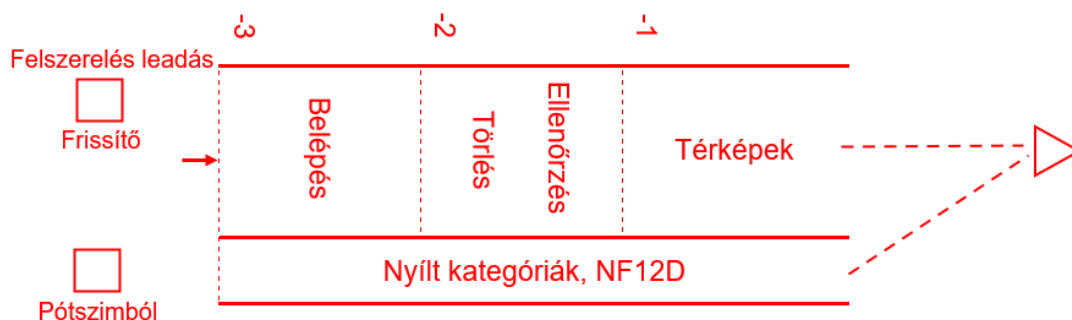 -3
-2
-1
Felszerelés leadás
Frissítő
Belépés
Törlés
Ellenőrzés
Térképek
Nyílt kategóriák, NF12D
Pótszimból